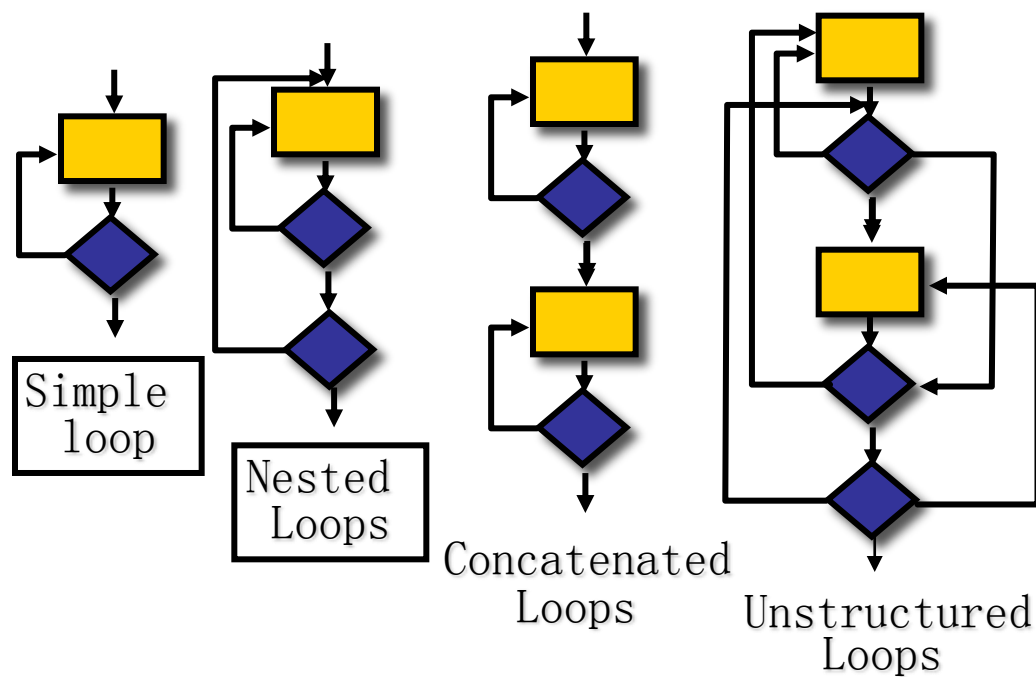 Simple
loop
Nested
Loops
Concatenated
Loops
Unstructured
Loops